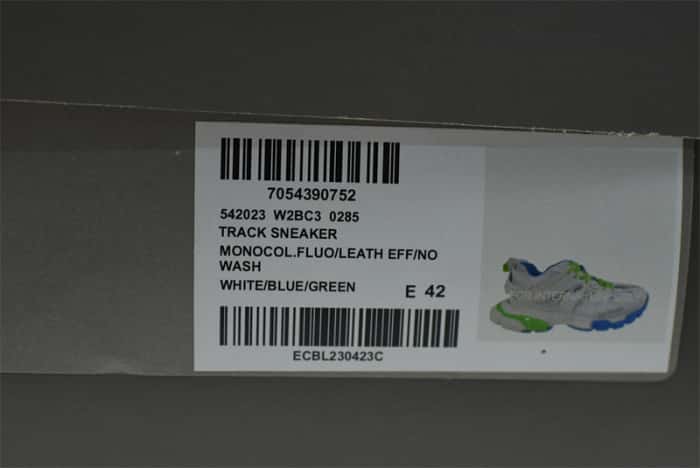 7054390752
542023 W2BC3 0285
TRACK SNEAKER
MONOCOL.FLUO/LEATH EFF/NO
WASH
WHITE/BLUE/GREEN E 42
ECBL230423C